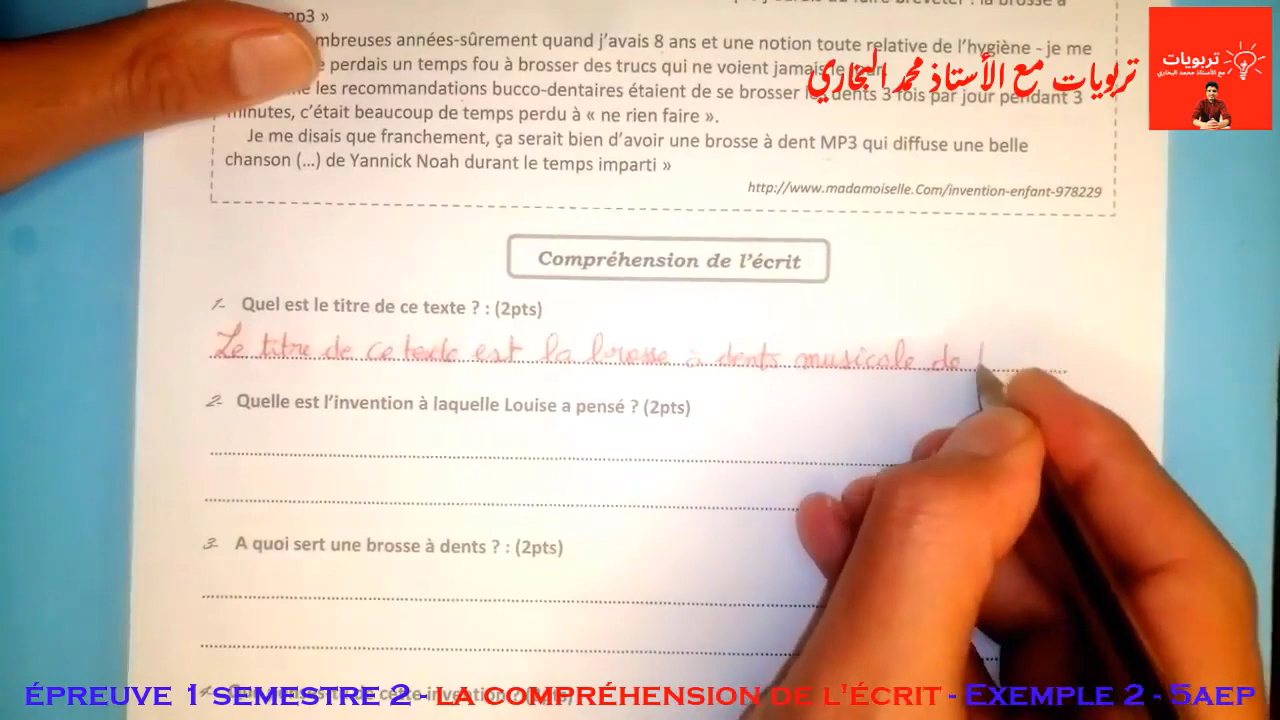 mp3 »
mbreuses années-sûrement quand j’avais 8 ans et une notion toute relative de l’hygiène - je me
perdais un temps fou à brosser des trucs qui ne voient jamais le
les recommandations bucco-dentaires étaient de se brosser les dents 3 fois par jour pendant 3
minutes, c’était beaucoup de temps perdu à « ne rien faire ».
Je me disais que franchement, ça serait bien d’avoir une brosse à dent MP3 qui diffuse une belle
chanson (...) de Yannick Noah durant le temps imparti »
http://www.madamoiselle.Com/invention-enfant-978229
تربويات مع الأستاذ محمد البخاري
تربويات
مع الأستاذ محمد البخاري
Compréhension de l’écrit
1- Quel est le titre de ce texte ? : (2pts)
Le titre de ce texte est la brosse à dents musicale de
2- Quelle est l’invention à laquelle Louise a pensé ? (2pts)
3- A quoi sert une brosse à dents ? : (2pts)
ÉPREUVE 1 SEMESTRE 2 - LA COMPRÉHENSION DE L'ÉCRIT - EXEMPLE 2 - 5AEP